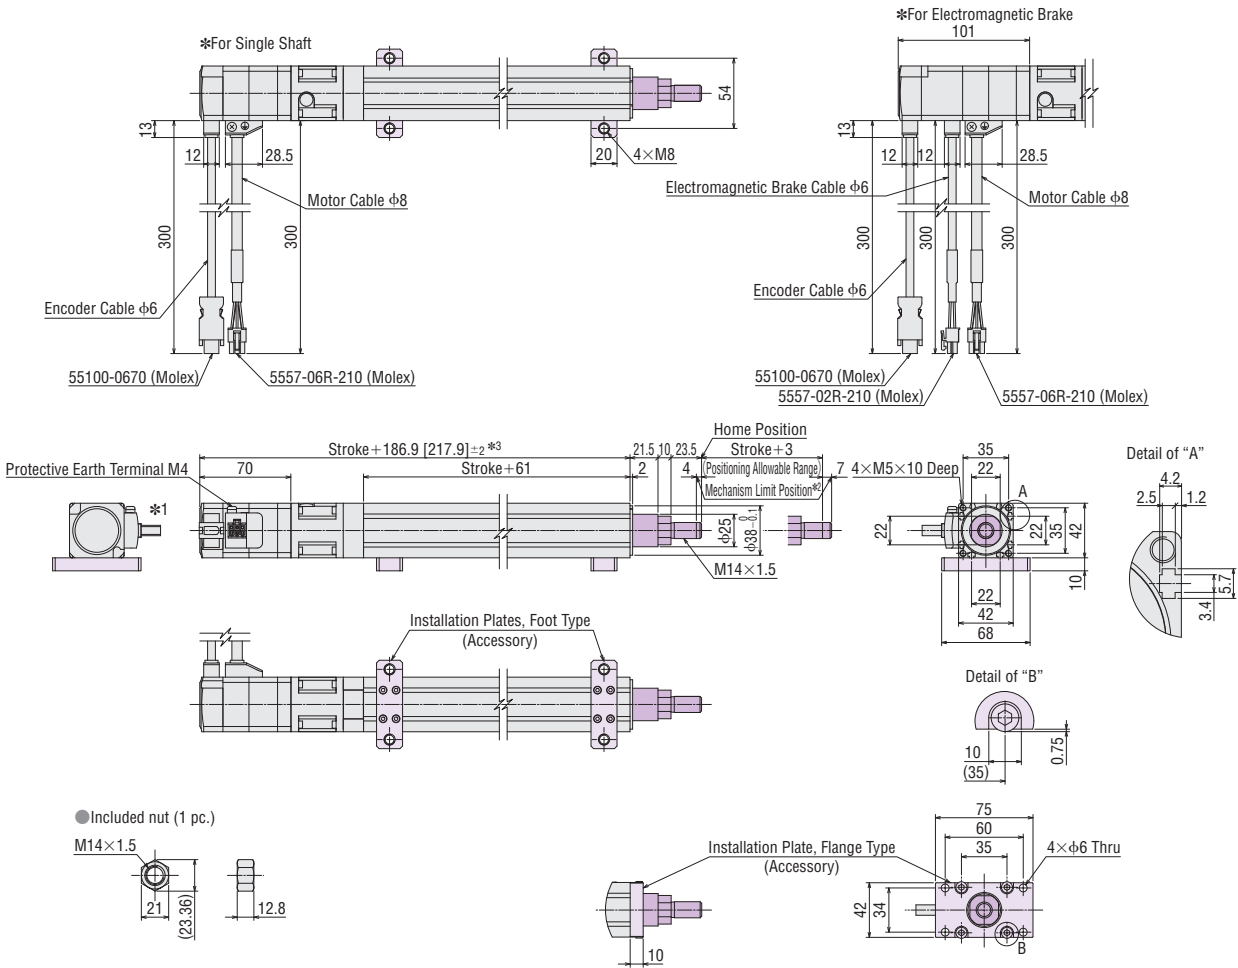 ✻For Single Shaft
54
13
12
28.5
20
4×M8
Motor Cable ϕ8
300
300
Encoder Cable ϕ6
55100-0670 (Molex)
5557-06R-210 (Molex)
✻For Electromagnetic Brake
101
13
12
12
28.5
Electromagnetic Brake Cable ϕ6
Motor Cable ϕ8
300
300
300
Encoder Cable ϕ6
55100-0670 (Molex)
5557-02R-210 (Molex)
5557-06R-210 (Molex)
Home Position
Stroke+186.9 [217.9]±2 ✻3
21.5
10
23.5
Stroke+3
Protective Earth Terminal M4
70
Stroke+61
2
4
(Positioning Allowable Range)
7
Mechanism Limit Position✻2
✻1
ϕ25
ϕ38 0 −0.1
M14×1.5
35
4×M5×10 Deep
22
A
22
22
35
42
10
22
42
68
Detail of “A”
4.2
2.5
1.2
5.7
3.4
Installation Plates, Foot Type
(Accessory)
Detail of “B”
10
(35)
0.75
●Included nut (1 pc.)
M14×1.5
21
(23.36)
12.8
Installation Plate, Flange Type
(Accessory)
10
75
60
35
4×ϕ6 Thru
42
34
B